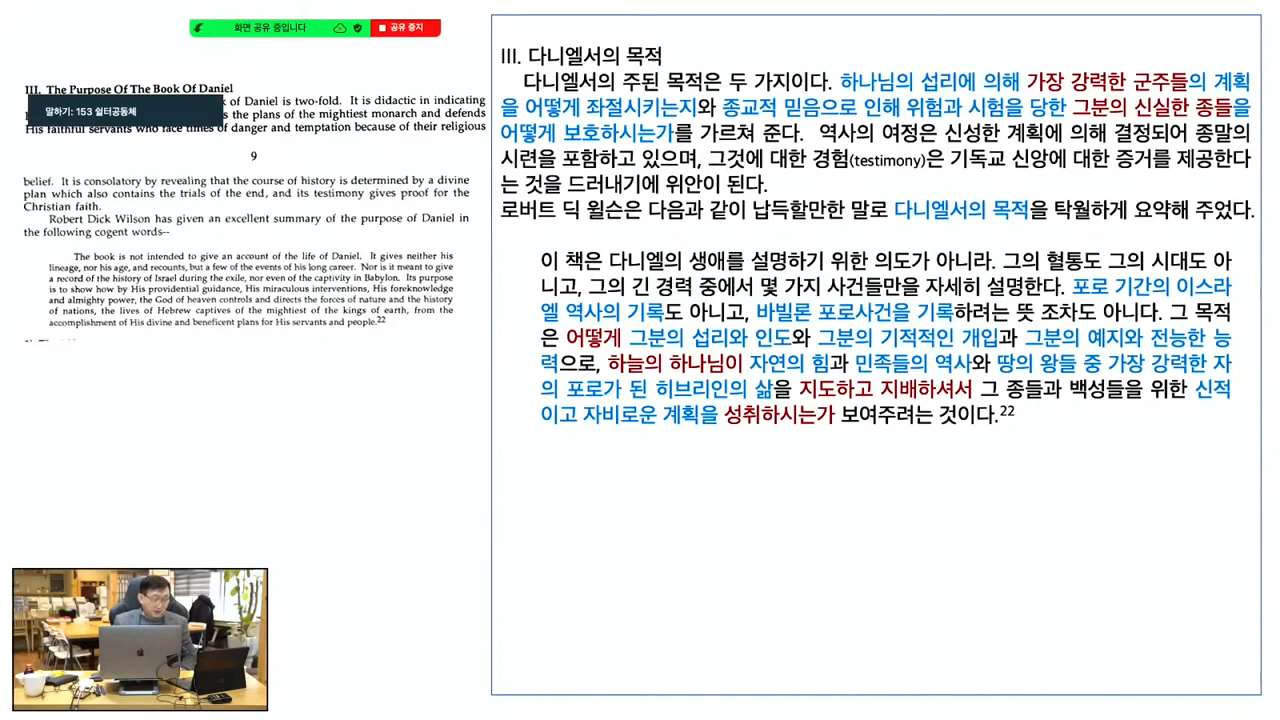 화면 공유 중입니다
공유 중지
III. The Purpose Of The Book Of Daniel
말하기: 153 쉴터공동체
k of Daniel is two-fold. It is didactic in indicating
s the plans of the mightiest monarch and defends
His faithful servants who face times of danger and temptation because of their religious
9
belief. It is consolatory by revealing that the course of history is determined by a divine
plan which also contains the trials of the end, and its testimony gives proof for the
Christian faith.
Robert Dick Wilson has given an excellent summary of the purpose of Daniel in
the following cogent words--
The book is not intended to give an account of the life of Daniel. It gives neither his
lineage, nor his age, and recounts, but a few of the events of his long career. Nor is it meant to give
a record of the history of Israel during the exile, nor even of the captivity in Babylon. Its purpose
is to show how by His providential guidance, His miraculous interventions, His foreknowledge
and almighty power, the God of heaven controls and directs the forces of nature and the history
of nations, the lives of Hebrew captives of the mightiest of the kings of earth, from the
accomplishment of His divine and beneficent plans for His servants and people.22
III. 다니엘서의 목적
다니엘서의 주된 목적은 두 가지이다. 하나님의 섭리에 의해 가장 강력한 군주들의 계획
을 어떻게 좌절시키는지와 종교적 믿음으로 인해 위험과 시험을 당한 그분의 신실한 종들을
어떻게 보호하시는가를 가르쳐 준다. 역사의 여정은 신성한 계획에 의해 결정되어 종말의
시련을 포함하고 있으며, 그것에 대한 경험(testimony)은 기독교 신앙에 대한 증거를 제공한다
는 것을 드러내기에 위안이 된다.
로버트 딕 윌슨은 다음과 같이 납득할만한 말로 다니엘서의 목적을 탁월하게 요약해 주었다.
이 책은 다니엘의 생애를 설명하기 위한 의도가 아니라. 그의 혈통도 그의 시대도 아
니고, 그의 긴 경력 중에서 몇 가지 사건들만을 자세히 설명한다. 포로 기간의 이스라
엘 역사의 기록도 아니고, 바빌론 포로사건을 기록하려는 뜻 조차도 아니다. 그 목적
은 어떻게 그분의 섭리와 인도와 그분의 기적적인 개입과 그분의 예지와 전능한 능
력으로, 하늘의 하나님이 자연의 힘과 민족들의 역사와 땅의 왕들 중 가장 강력한 자
의 포로가 된 히브리인의 삶을 지도하고 지배하셔서 그 종들과 백성들을 위한 신적
이고 자비로운 계획을 성취하시는가 보여주려는 것이다.22